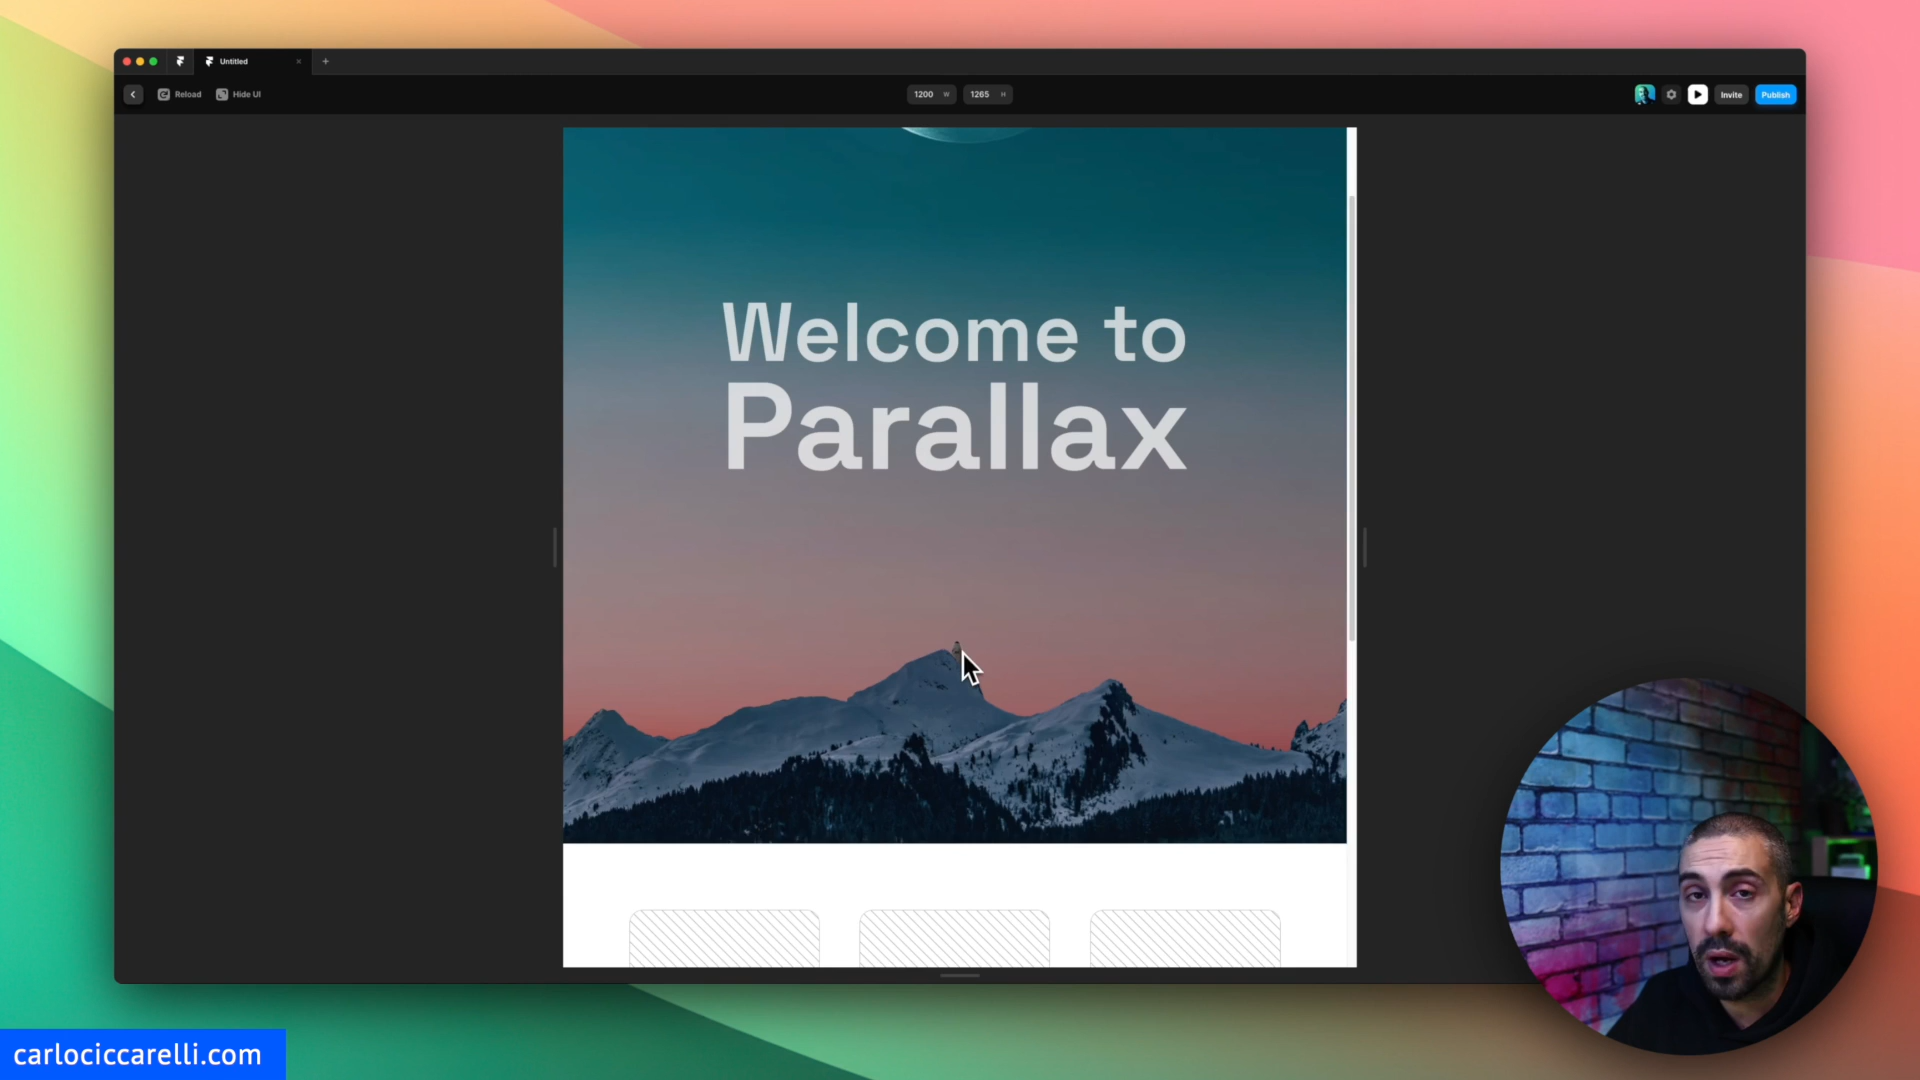 Untitled
Reload
Hide UI
1200 W
1265 H
Invite
Publish
Welcome to
Parallax
carlociccarelli.com